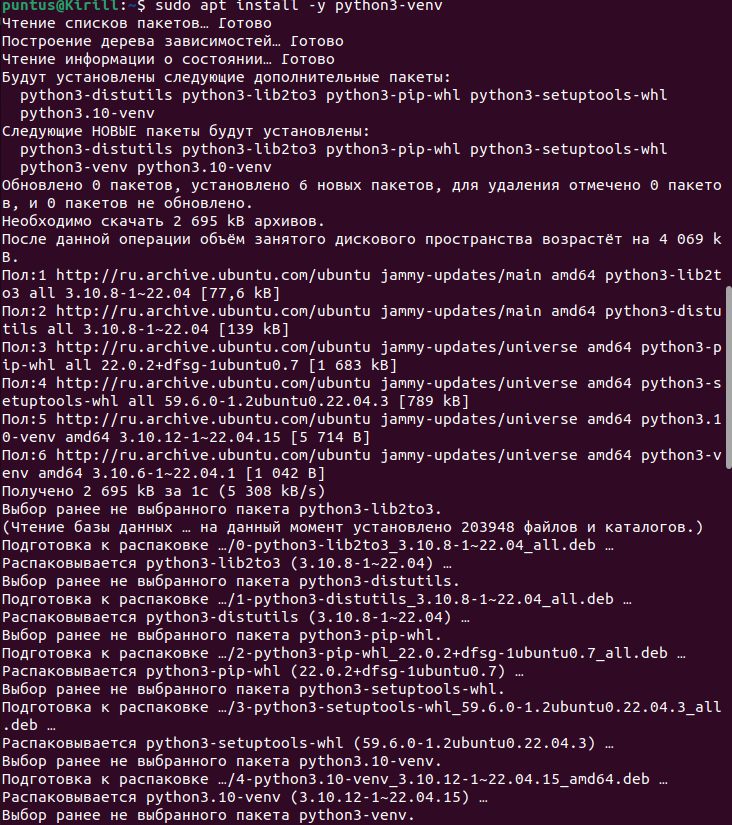 puntus@Kirill:~$ sudo apt install -y python3-venv
Чтение списков пакетов… Готово
Построение дерева зависимостей… Готово
Чтение информации о состоянии… Готово
Будут установлены следующие дополнительные пакеты:
  python3-distutils python3-lib2to3 python3-pip-whl python3-setuptools-whl
  python3.10-venv
Следующие НОВЫЕ пакеты будут установлены:
  python3-distutils python3-lib2to3 python3-pip-whl python3-setuptools-whl
  python3-venv python3.10-venv
Обновлено 0 пакетов, установлено 6 новых пакетов, для удаления отмечено 0 пакето
в, и 0 пакетов не обновлено.
Необходимо скачать 2 695 kB архивов.
После данной операции объём занятого дискового пространства возрастёт на 4 069 k
B.
Пол:1 http://ru.archive.ubuntu.com/ubuntu jammy-updates/main amd64 python3-lib2t
o3 all 3.10.8-1~22.04 [77,6 kB]
Пол:2 http://ru.archive.ubuntu.com/ubuntu jammy-updates/main amd64 python3-distu
tils all 3.10.8-1~22.04 [139 kB]
Пол:3 http://ru.archive.ubuntu.com/ubuntu jammy-updates/universe amd64 python3-p
ip-whl all 22.0.2+dfsg-1ubuntu0.7 [1 683 kB]
Пол:4 http://ru.archive.ubuntu.com/ubuntu jammy-updates/universe amd64 python3-s
etuptools-whl all 59.6.0-1.2ubuntu0.22.04.3 [789 kB]
Пол:5 http://ru.archive.ubuntu.com/ubuntu jammy-updates/universe amd64 python3.1
0-venv amd64 3.10.12-1~22.04.15 [5 714 B]
Пол:6 http://ru.archive.ubuntu.com/ubuntu jammy-updates/universe amd64 python3-v
env amd64 3.10.6-1~22.04.1 [1 042 B]
Получено 2 695 kB за 1с (5 308 kB/s)
Выбор ранее не выбранного пакета python3-lib2to3.
(Чтение базы данных … на данный момент установлено 203948 файлов и каталогов.)
Подготовка к распаковке …/0-python3-lib2to3_3.10.8-1~22.04_all.deb …
Распаковывается python3-lib2to3 (3.10.8-1~22.04) …
Выбор ранее не выбранного пакета python3-distutils.
Подготовка к распаковке …/1-python3-distutils_3.10.8-1~22.04_all.deb …
Распаковывается python3-distutils (3.10.8-1~22.04) …
Выбор ранее не выбранного пакета python3-pip-whl.
Подготовка к распаковке …/2-python3-pip-whl_22.0.2+dfsg-1ubuntu0.7_all.deb …
Распаковывается python3-pip-whl (22.0.2+dfsg-1ubuntu0.7) …
Выбор ранее не выбранного пакета python3-setuptools-whl.
Подготовка к распаковке …/3-python3-setuptools-whl_59.6.0-1.2ubuntu0.22.04.3_all
.deb …
Распаковывается python3-setuptools-whl (59.6.0-1.2ubuntu0.22.04.3) …
Выбор ранее не выбранного пакета python3.10-venv.
Подготовка к распаковке …/4-python3.10-venv_3.10.12-1~22.04.15_amd64.deb …
Распаковывается python3.10-venv (3.10.12-1~22.04.15) …
Выбор ранее не выбранного пакета python3-venv.